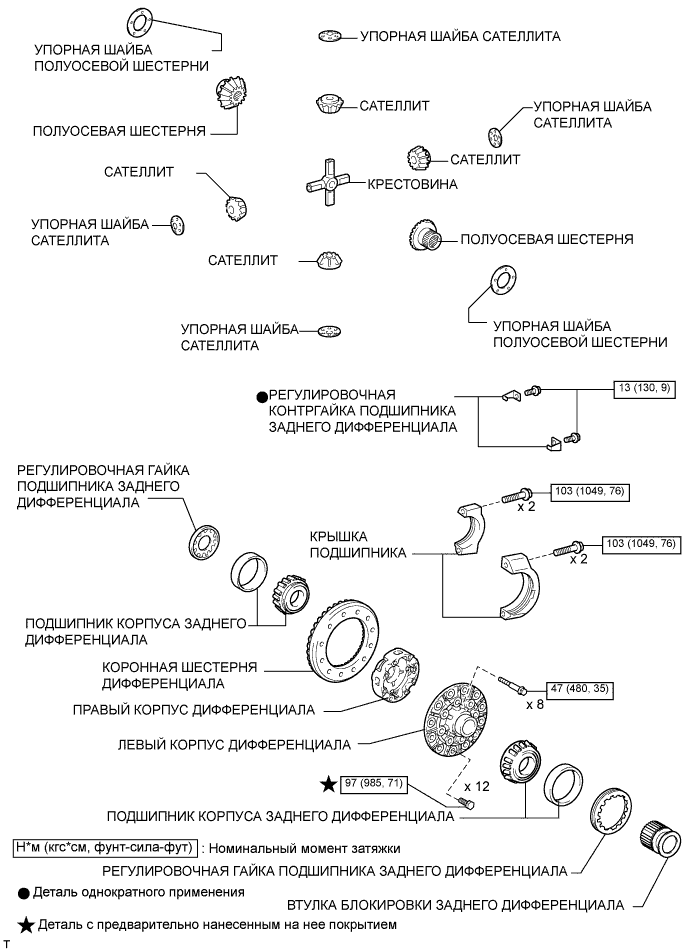 УПОРНАЯ ШАЙБА
ПОЛУОСЕВОЙ ШЕСТЕРНИ
УПОРНАЯ ШАЙБА САТЕЛЛИТА
ПОЛУОСЕВАЯ ШЕСТЕРНЯ
САТЕЛЛИТ
УПОРНАЯ ШАЙБА
САТЕЛЛИТА
САТЕЛЛИТ
САТЕЛЛИТ
КРЕСТОВИНА
УПОРНАЯ ШАЙБА
САТЕЛЛИТА
ПОЛУОСЕВАЯ ШЕСТЕРНЯ
САТЕЛЛИТ
УПОРНАЯ ШАЙБА
САТЕЛЛИТА
УПОРНАЯ ШАЙБА
ПОЛУОСЕВОЙ ШЕСТЕРНИ
РЕГУЛИРОВОЧНАЯ
КОНТРГАЙКА ПОДШИПНИКА
ЗАДНЕГО ДИФФЕРЕНЦИАЛА
13 (130, 9)
РЕГУЛИРОВОЧНАЯ ГАЙКА
ПОДШИПНИКА ЗАДНЕГО
ДИФФЕРЕНЦИАЛА
103 (1049, 76)
x 2
КРЫШКА
ПОДШИПНИКА
103 (1049, 76)
x 2
ПОДШИПНИК КОРПУСА ЗАДНЕГО
ДИФФЕРЕНЦИАЛА
КОРОННАЯ ШЕСТЕРНЯ
ДИФФЕРЕНЦИАЛА
47 (480, 35)
x 8
ПРАВЫЙ КОРПУС ДИФФЕРЕНЦИАЛА
ЛЕВЫЙ КОРПУС ДИФФЕРЕНЦИАЛА
97 (985, 71)
x 12
ПОДШИПНИК КОРПУСА ЗАДНЕГО ДИФФЕРЕНЦИАЛА
Н*м (кгс*см, фунт-сила-фут) : Номинальный момент затяжки
РЕГУЛИРОВОЧНАЯ ГАЙКА ПОДШИПНИКА ЗАДНЕГО ДИФФЕРЕНЦИАЛА
Деталь однократного применения
ВТУЛКА БЛОКИРОВКИ ЗАДНЕГО ДИФФЕРЕНЦИАЛА
Деталь с предварительно нанесенным на нее покрытием
T